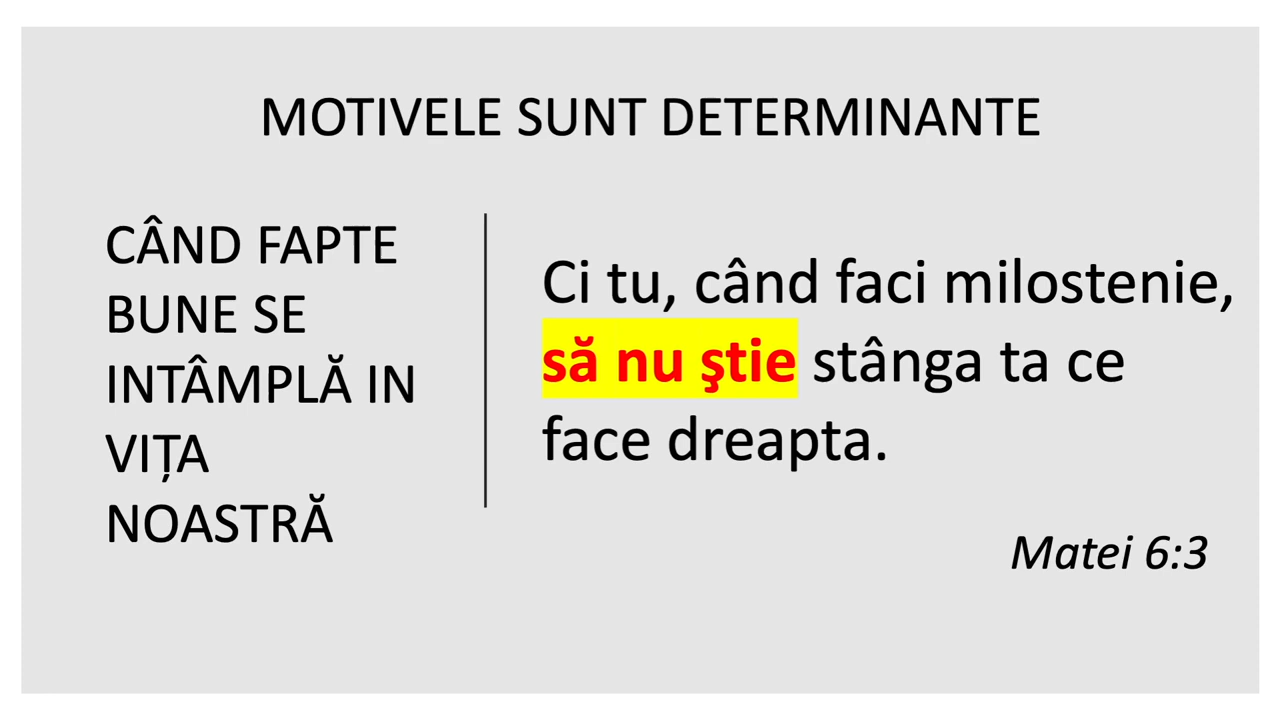 MOTIVELE SUNT DETERMINANTE
CÂND FAPTE
BUNE SE
INTÂMPLĂ IN
VIȚA
NOASTRĂ
Ci tu, când faci milostenie,
să nu ştie stânga ta ce
face dreapta.
Matei 6:3